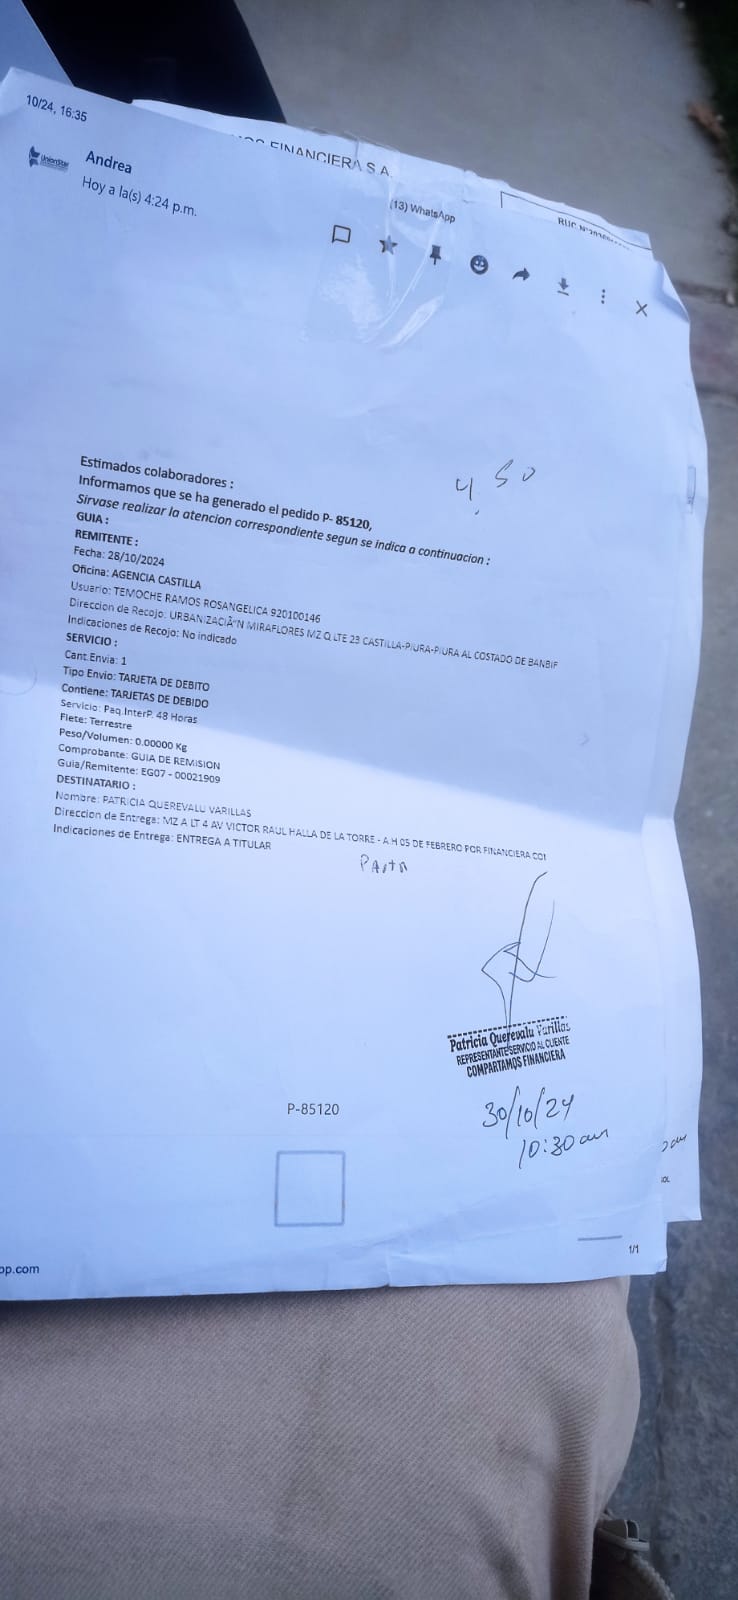 10/24, 16:35
FINANCIERA S.A.
UnionStar
Andrea
Hoy a la(s) 4:24 p.m.
(13) WhatsApp
RUC N°
4.50
Estimados colaboradores :
Informamos que se ha generado el pedido P- 85120,
Sirvase realizar la atencion correspondiente segun se indica a continuacion :
GUIA :
REMITENTE :
Fecha: 28/10/2024
Oficina: AGENCIA CASTILLA
Usuario: TEMOCHE RAMOS ROSANGELICA 920100146
Direccion de Recojo: URBANIZACIÃ"N MIRAFLORES MZ Q LTE 23 CASTILLA-PIURA-PIURA AL COSTADO DE BANBIF
Indicaciones de Recojo: No indicado
SERVICIO :
Cant.Envia: 1
Tipo Envio: TARJETA DE DEBITO
Contiene: TARJETAS DE DEBIDO
Servicio: Paq.InterP. 48 Horas
Flete: Terrestre
Peso/Volumen: 0.00000 Kg
Comprobante: GUIA DE REMISION
Guia/Remitente: EG07 - 00021909
DESTINATARIO :
Nombre: PATRICIA QUEREVALU VARILLAS
Direccion de Entrega: MZ A LT 4 AV VICTOR RAUL HALLA DE LA TORRE - A.H 05 DE FEBRERO POR FINANCIERA COI
Indicaciones de Entrega: ENTREGA A TITULAR
Paita
Patricia Querevalu Varillas
REPRESENTANTE SERVICIO AL CLIENTE
COMPARTAMOS FINANCIERA
P-85120
30/10/24
10:30 am
op.com
1/1